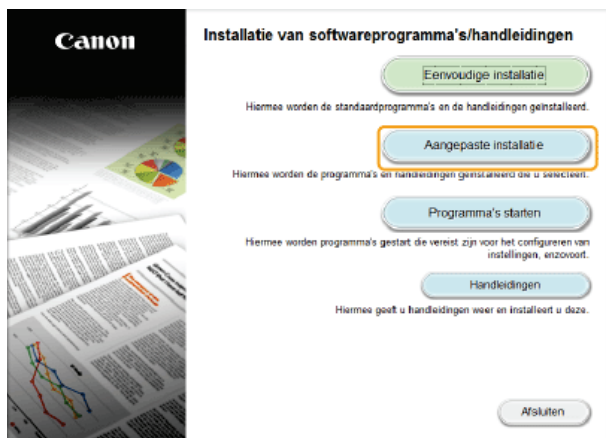 Canon
Installatie van softwareprogramma's/handleidingen
Eenvoudige installatie
Hiermee worden de standaardprogramma's en de handleidingen geïnstalleerd.
Aangepaste installatie
Hiermee worden de programma's en handleidingen geïnstalleerd die u selecteert.
Programma's starten
Hiermee worden programma's gestart die vereist zijn voor het configureren van
instellingen, enzovoort.
Handleidingen
Hiermee geeft u handleidingen weer en installeert u deze.
Afsluiten